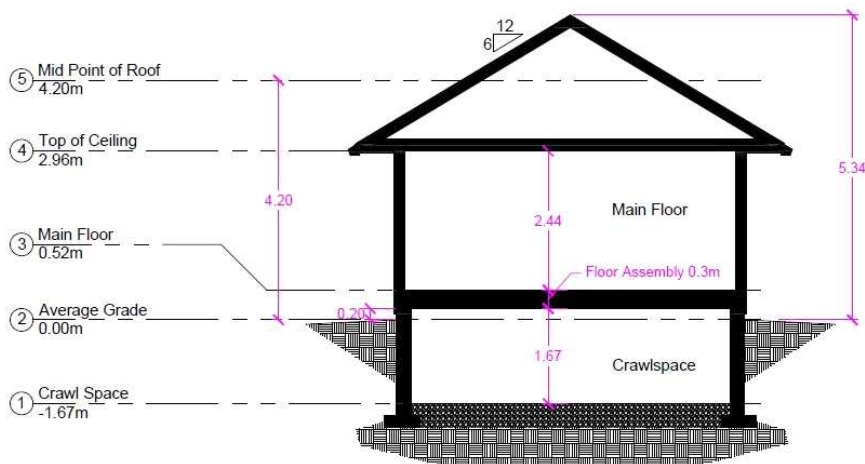 12
6
5 Mid Point of Roof
4.20m
4 Top of Ceiling
2.96m
5.34
4.20
2.44
Main Floor
3 Main Floor
0.52m
Floor Assembly 0.3m
2 Average Grade
0.00m
0.20
1.67
Crawlspace
1 Crawl Space
-1.67m